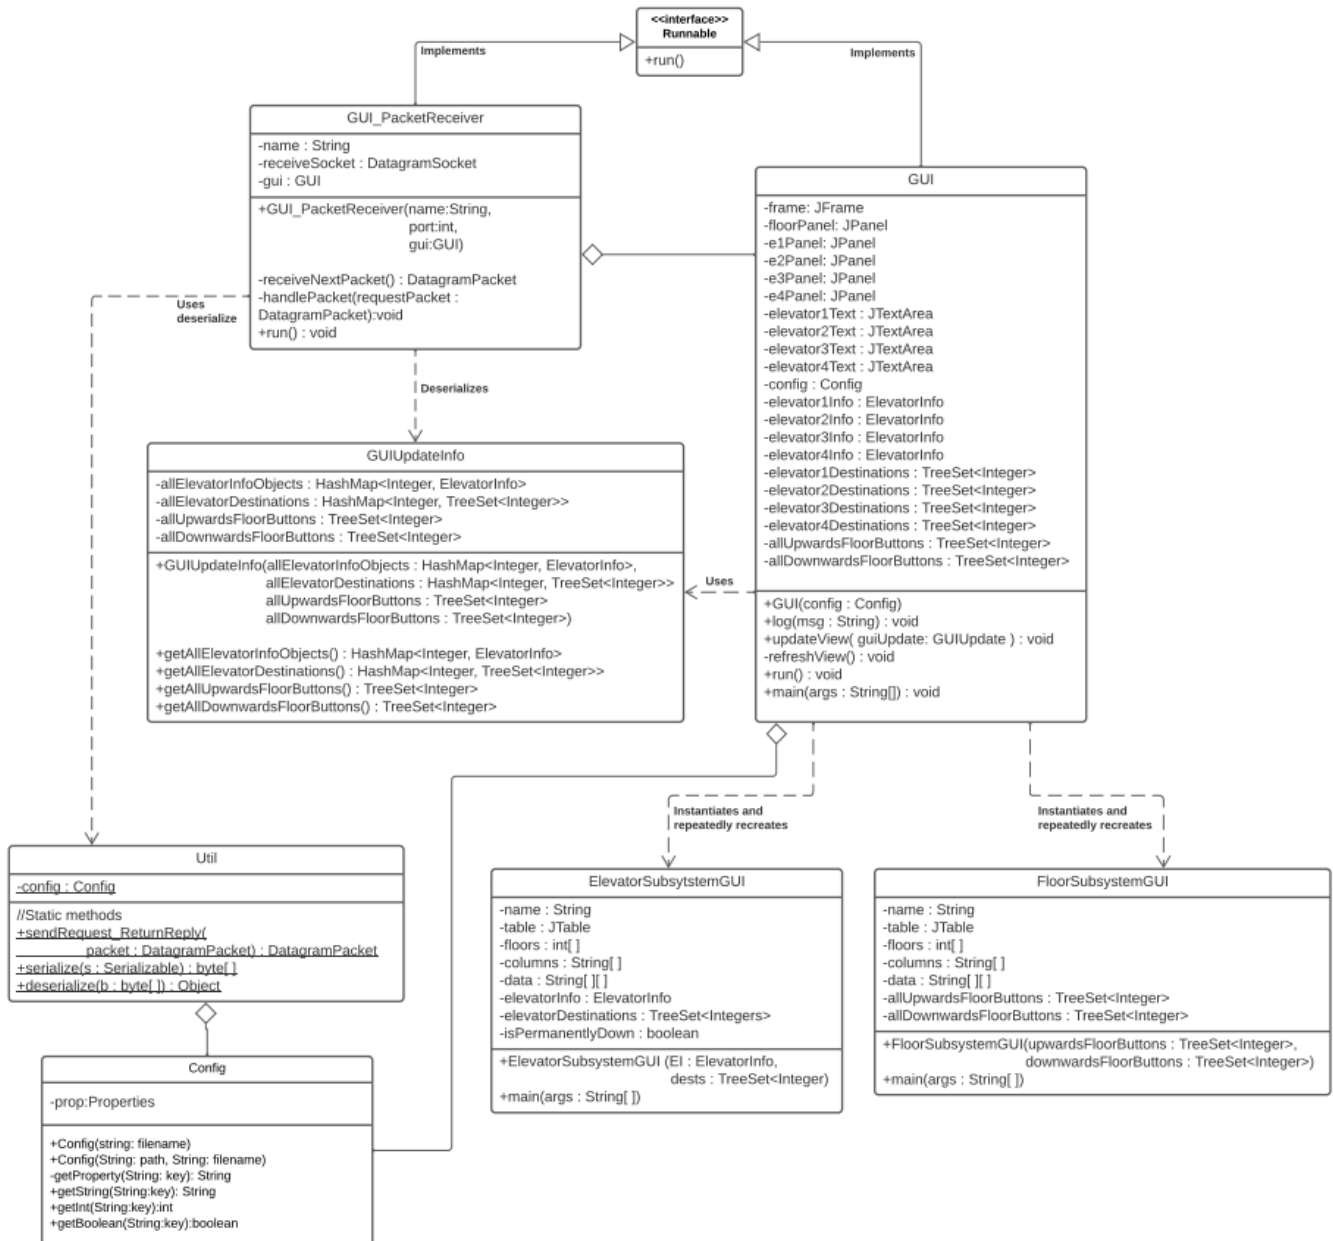 <<interface>>
Runnable
+run()
Implements
Implements
GUI_PacketReceiver
-name : String
-receiveSocket : DatagramSocket
-gui : GUI
+GUI_PacketReceiver(name:String,
port:int,
gui:GUI)
-receiveNextPacket() : DatagramPacket
-handlePacket(requestPacket :
DatagramPacket):void
+run() : void
Uses
deserialize
Deserializes
GUI
-frame: JFrame
-floorPanel: JPanel
-e1Panel: JPanel
-e2Panel: JPanel
-e3Panel: JPanel
-e4Panel: JPanel
-elevator1Text : JTextArea
-elevator2Text : JTextArea
-elevator3Text : JTextArea
-elevator4Text : JTextArea
-config : Config
-elevator1Info : ElevatorInfo
-elevator2Info : ElevatorInfo
-elevator3Info : ElevatorInfo
-elevator4Info : ElevatorInfo
-elevator1Destinations : TreeSet<Integer>
-elevator2Destinations : TreeSet<Integer>
-elevator3Destinations : TreeSet<Integer>
-elevator4Destinations : TreeSet<Integer>
-allUpwardsFloorButtons : TreeSet<Integer>
-allDownwardsFloorButtons : TreeSet<Integer>
+GUI(config : Config)
+log(msg : String) : void
+updateView( guiUpdate: GUIUpdate ) : void
-refreshView() : void
+run() : void
+main(args : String[]) : void
GUIUpdateInfo
-allElevatorInfoObjects : HashMap<Integer, ElevatorInfo>
-allElevatorDestinations : HashMap<Integer, TreeSet<Integer>>
-allUpwardsFloorButtons : TreeSet<Integer>
-allDownwardsFloorButtons : TreeSet<Integer>
+GUIUpdateInfo(allElevatorInfoObjects : HashMap<Integer, ElevatorInfo>,
allElevatorDestinations : HashMap<Integer, TreeSet<Integer>>
allUpwardsFloorButtons : TreeSet<Integer>
allDownwardsFloorButtons : TreeSet<Integer>)
+getAllElevatorInfoObjects() : HashMap<Integer, ElevatorInfo>
+getAllElevatorDestinations() : HashMap<Integer, TreeSet<Integer>>
+getAllUpwardsFloorButtons() : TreeSet<Integer>
+getAllDownwardsFloorButtons() : TreeSet<Integer>
Uses
Instantiates and
repeatedly recreates
Instantiates and
repeatedly recreates
Util
-config : Config
//Static methods
+sendRequest_ReturnReply(
packet : DatagramPacket) : DatagramPacket
+serialize(s : Serializable) : byte[ ]
+deserialize(b : byte[ ]) : Object
ElevatorSubsytstemGUI
-name : String
-table : JTable
-floors : int[ ]
-columns : String[ ]
-data : String[ ][ ]
-elevatorInfo : ElevatorInfo
-elevatorDestinations : TreeSet<Integers>
-isPermanentlyDown : boolean
+ElevatorSubsystemGUI (EI : ElevatorInfo,
dests : TreeSet<Integer)
+main(args : String[ ])
FloorSubsystemGUI
-name : String
-table : JTable
-floors : int[ ]
-columns : String[ ]
-data : String[ ][ ]
-allUpwardsFloorButtons : TreeSet<Integer>
-allDownwardsFloorButtons : TreeSet<Integer>
+FloorSubsystemGUI(upwardsFloorButtons : TreeSet<Integer>,
downwardsFloorButtons : TreeSet<Integer>)
+main(args : String[ ])
Config
-prop:Properties
+Config(string: filename)
+Config(String: path, String: filename)
-getProperty(String: key): String
+getString(String:key): String
+getInt(String:key):int
+getBoolean(String:key):boolean